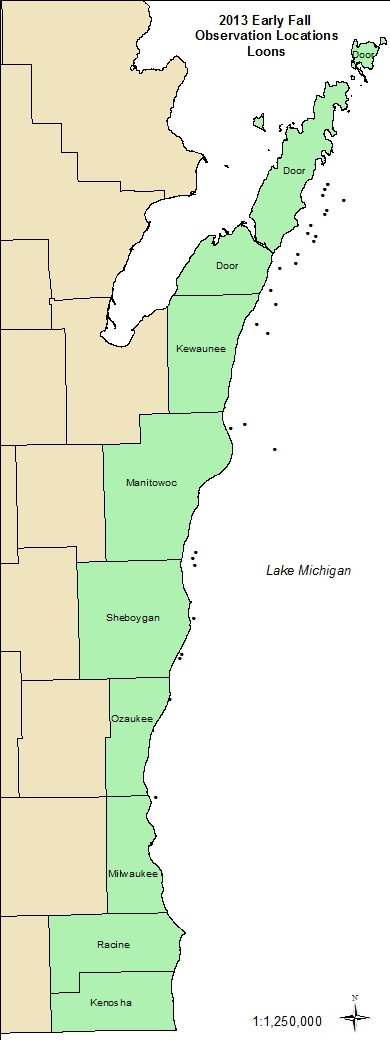 2013 Early Fall
Observation Locations
Loons
Door
Door
Door
Kewaunee
Manitowoc
Lake Michigan
Sheboygan
Ozaukee
Milwaukee
Racine
Kenosha
N
1:1,250,000